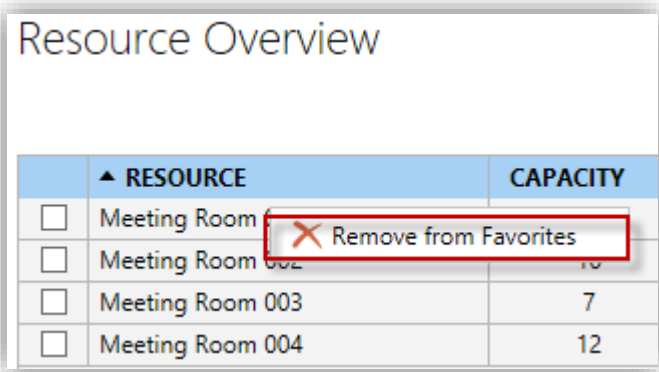 Resource Overview
▲ RESOURCE CAPACITY
Meeting Room
Remove from Favorites
Meeting Room 002
Meeting Room 003 7
Meeting Room 004 12